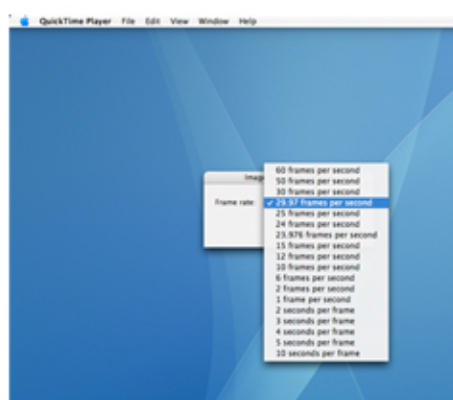 QuickTime Player File Edit View Window Help
Imag
Frame rate:
60 frames per second
50 frames per second
30 frames per second
✓ 29.97 frames per second
25 frames per second
24 frames per second
23.976 frames per second
15 frames per second
12 frames per second
10 frames per second
6 frames per second
2 frames per second
1 frame per second
2 seconds per frame
3 seconds per frame
4 seconds per frame
5 seconds per frame
10 seconds per frame